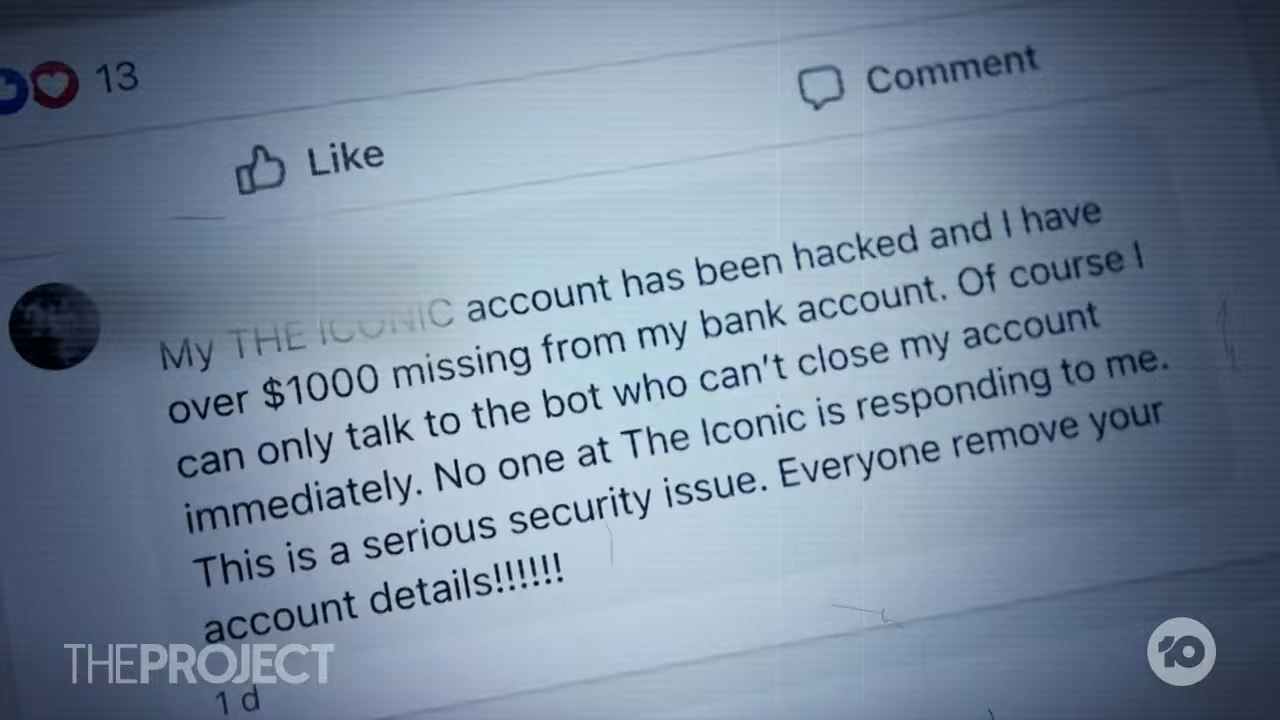 13
Like
Comment
My THE ICONIC account has been hacked and I have
over $1000 missing from my bank account. Of course I
can only talk to the bot who can't close my account
immediately. No one at The Iconic is responding to me.
This is a serious security issue. Everyone remove your
account details!!!!!!
1 d
THEPROJECT
10